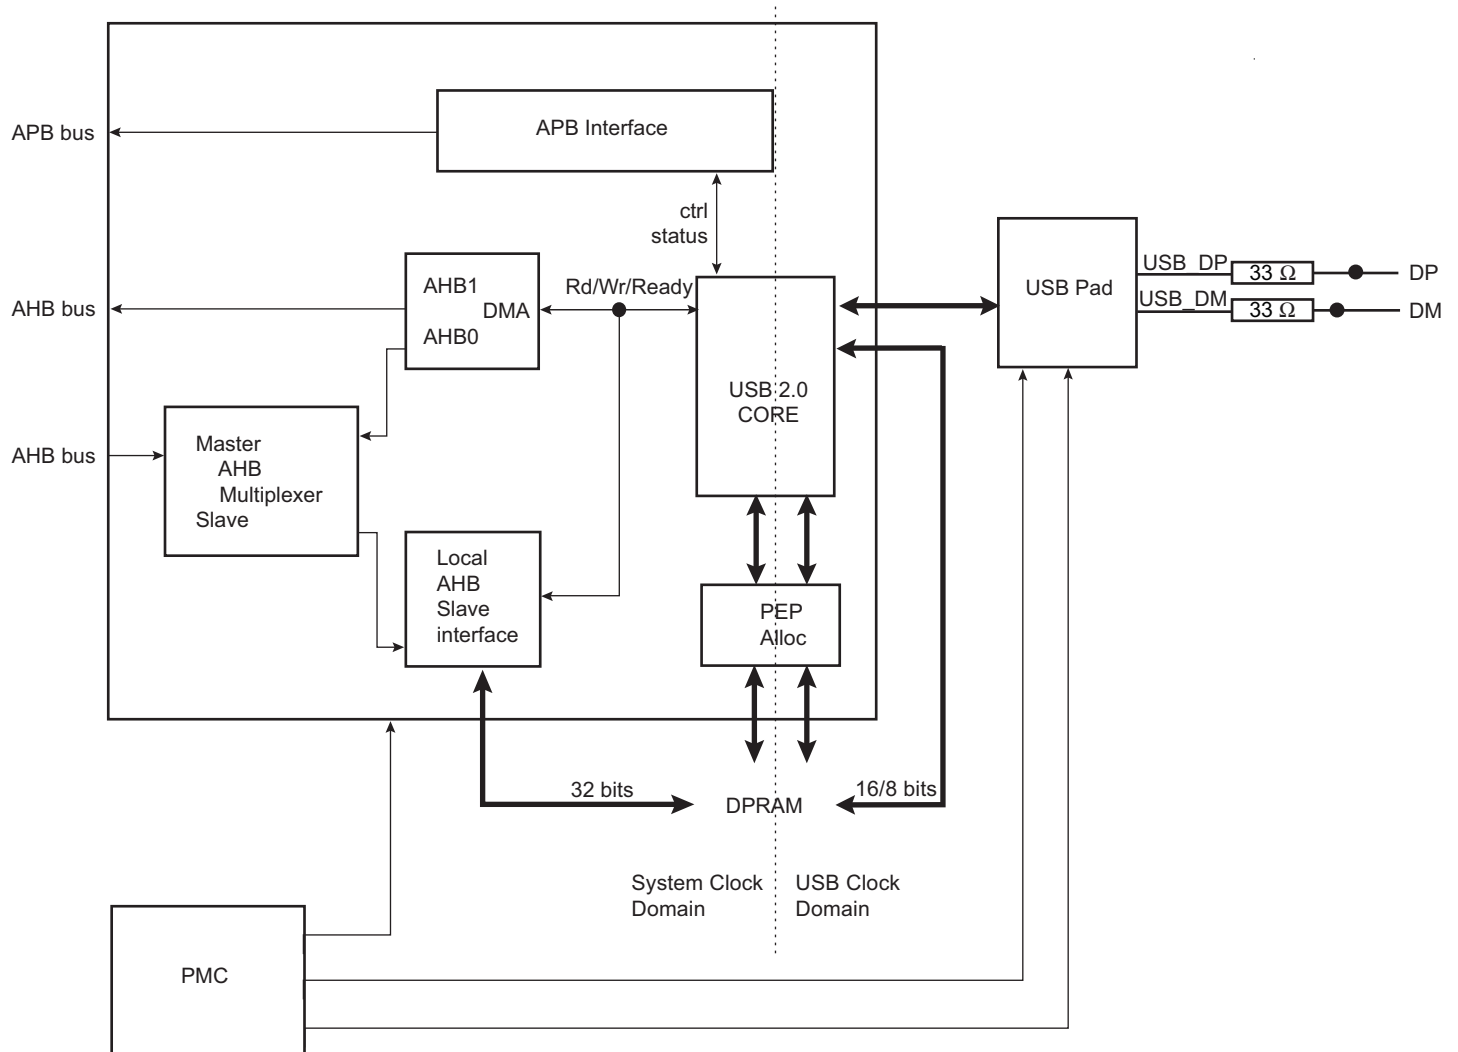 APB bus
APB Interface
ctrl
status
AHB bus
AHB1
DMA
AHB0
Rd/Wr/Ready
USB 2.0
CORE
USB Pad
USB_DP
33 Ω
DP
USB_DM
33 Ω
DM
AHB bus
Master
AHB
Multiplexer
Slave
Local
AHB
Slave
interface
PEP
Alloc
32 bits
DPRAM
16/8 bits
System Clock
Domain
USB Clock
Domain
PMC